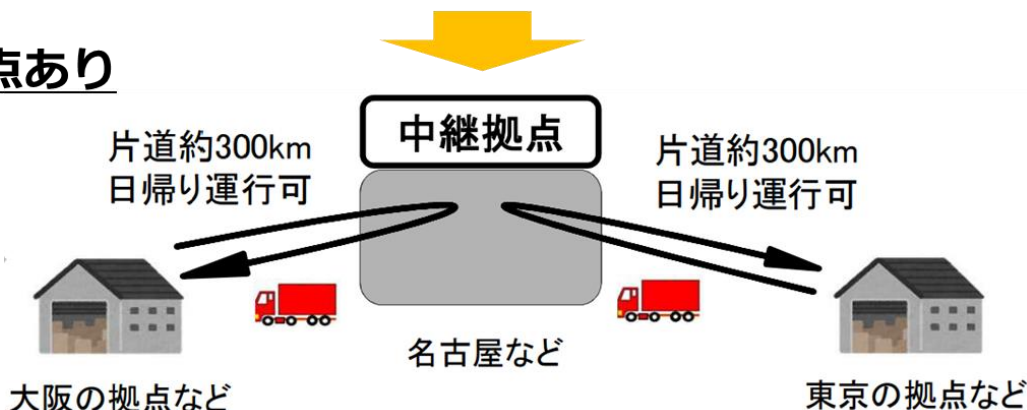 点あり
中継拠点
片道約300km
日帰り運行可
片道約300km
日帰り運行可
名古屋など
大阪の拠点など
東京の拠点など